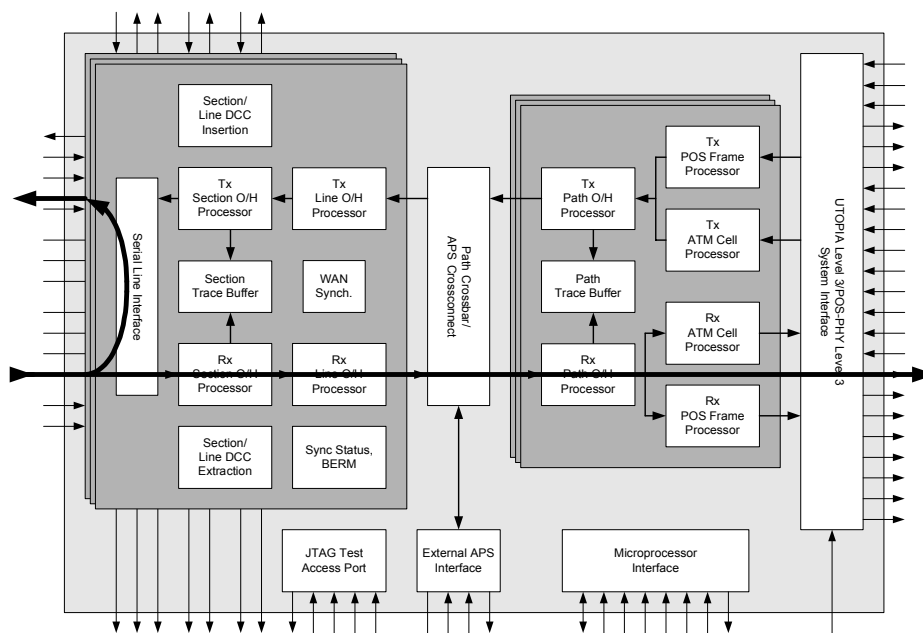 Section/
Line DCC
Insertion
Tx
Section O/H
Processor
Tx
Line O/H
Processor
Serial Line Interface
Section
Trace Buffer
WAN
Synch.
Rx
Section O/H
Processor
Rx
Line O/H
Processor
Section/
Line DCC
Extraction
Sync Status,
BERM
Path Crossbar/
APS Crossconnect
Tx
Path O/H
Processor
Path
Trace Buffer
Rx
Path O/H
Processor
Tx
POS Frame
Processor
Tx
ATM Cell
Processor
Rx
ATM Cell
Processor
Rx
POS Frame
Processor
UTOPIA Level 3/POS-PHY Level 3
System Interface
JTAG Test
Access Port
External APS
Interface
Microprocessor
Interface